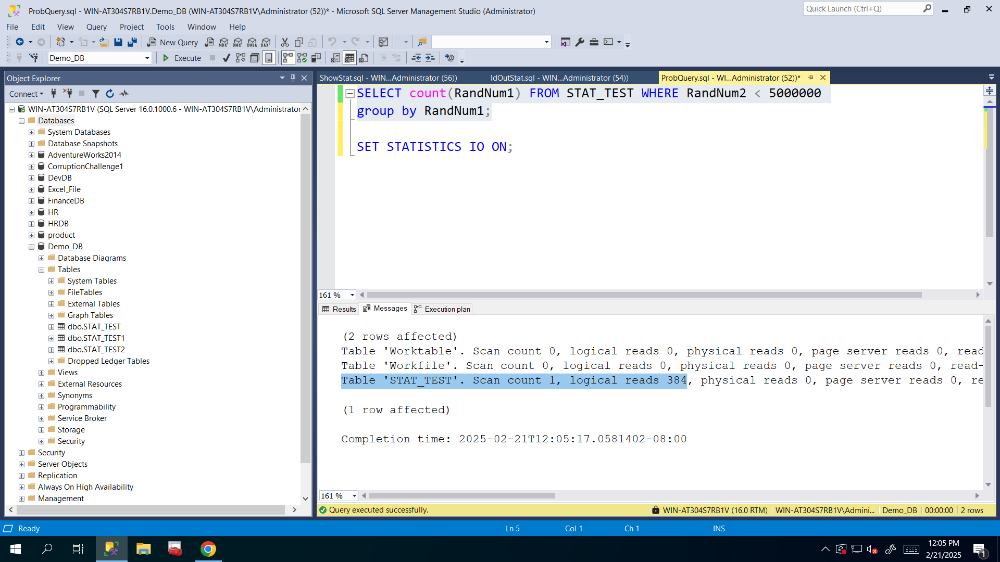 ProbQuery.sql - WIN-AT304S7RB1V.Demo_DB (WIN-AT304S7RB1V\Administrator (52))* - Microsoft SQL Server Management Studio (Administrator)
Quick Launch (Ctrl+Q)
File Edit View Query Project Tools Window Help
New Query
MDX DMX XMLA DAX
Demo_DB
Execute
Object Explorer
Connect
WIN-AT304S7RB1V (SQL Server 16.0.1000.6 - WIN-AT304S7RB1V\Administrator
Databases
System Databases
Database Snapshots
AdventureWorks2014
CorruptionChallenge1
DevDB
Excel_File
FinanceDB
HR
HRDB
product
Demo_DB
Database Diagrams
Tables
System Tables
FileTables
External Tables
Graph Tables
dbo.STAT_TEST
dbo.STAT_TEST1
dbo.STAT_TEST2
Dropped Ledger Tables
Views
External Resources
Synonyms
Programmability
Service Broker
Storage
Security
Security
Server Objects
Replication
Always On High Availability
Management
ShowStat.sql - WIN...Administrator (56))
IdOutStat.sql - WIN...Administrator (54))
ProbQuery.sql - WI...Administrator (52))*
SELECT count(RandNum1) FROM STAT_TEST WHERE RandNum2 < 5000000
group by RandNum1;
SET STATISTICS IO ON;
161 %
Results
Messages
Execution plan
(2 rows affected)
Table 'Worktable'. Scan count 0, logical reads 0, physical reads 0, page server reads 0, read
Table 'Workfile'. Scan count 0, logical reads 0, physical reads 0, page server reads 0, read-
Table 'STAT_TEST'. Scan count 1, logical reads 384, physical reads 0, page server reads 0, re
(1 row affected)
Completion time: 2025-02-21T12:05:17.0581402-08:00
161 %
Query executed successfully.
WIN-AT304S7RB1V (16.0 RTM)
WIN-AT304S7RB1V\Admini...
Demo_DB
00:00:00
2 rows
Ready
Ln 5
Col 1
Ch 1
INS
12:05 PM
2/21/2025
1